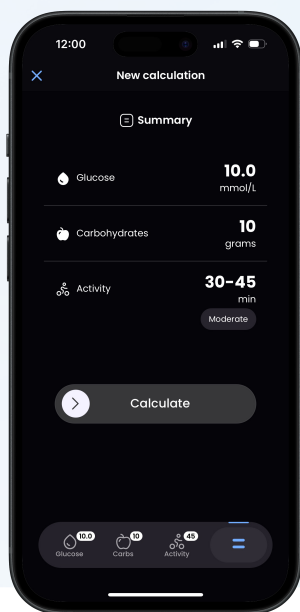 12:00
New calculation
Summary
Glucose
10.0
mmol/L
Carbohydrates
10
grams
Activity
30-45
min
Moderate
Calculate
10.0
Glucose
10
Carbs
45
Activity